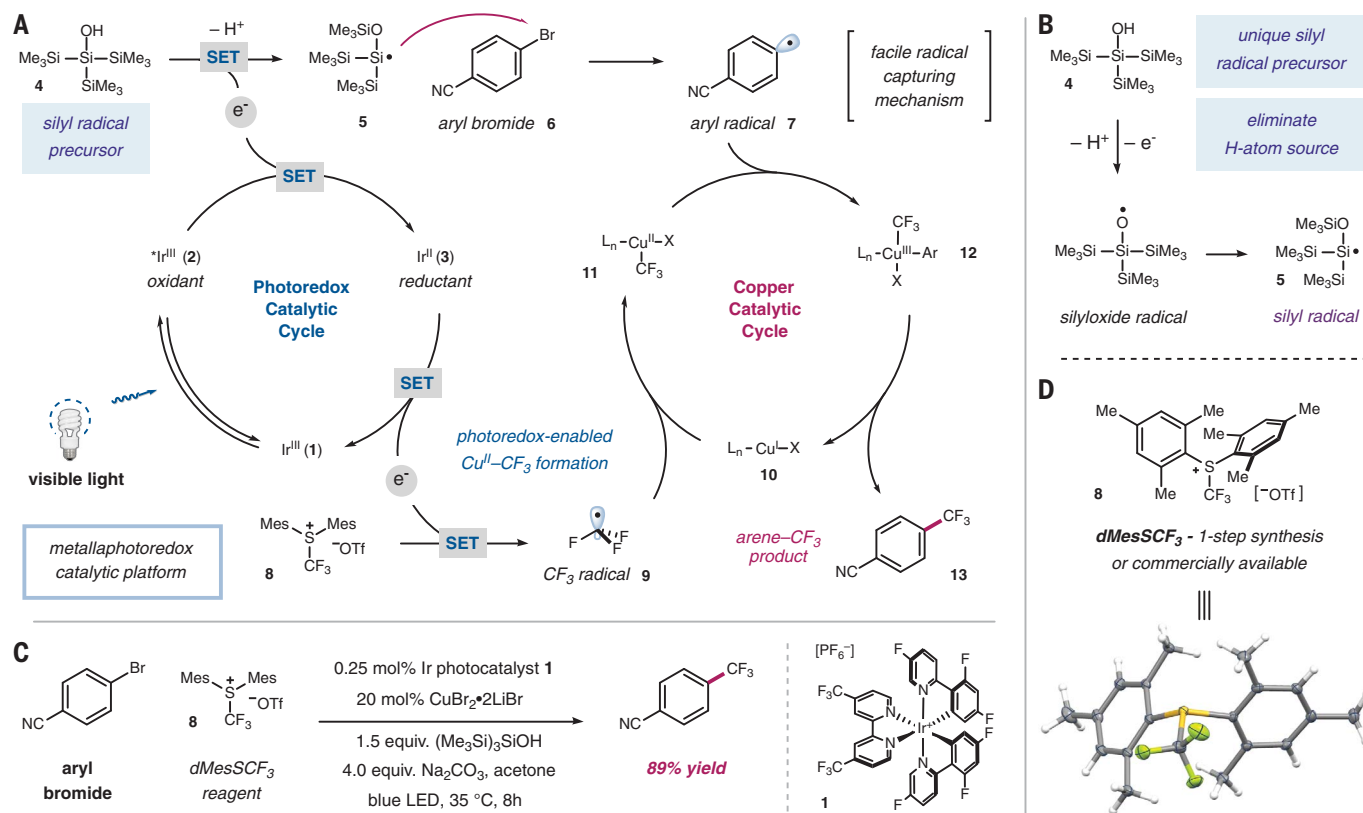 A
OH
Me₃Si
Si
SiMe₃
SiMe₃
4
silyl radical
precursor
– H⁺
SET
e⁻
Me₃SiO
Me₃Si
Si•
Me₃Si
5
Br
NC
aryl bromide 6
•
NC
aryl radical 7
facile radical
capturing
mechanism
SET
*Irᴵᴵᴵ (2)
oxidant
Irᴵᴵ (3)
reductant
Photoredox
Catalytic
Cycle
SET
Irᴵᴵᴵ (1)
visible light
e⁻
photoredox-enabled
Cuᴵᴵ–CF₃ formation
metallaphotoredox
catalytic platform
Mes
Mes
S
+
⁻OTf
CF₃
8
SET
•
F
F
F
CF₃ radical 9
Lₙ
Cuᴵᴵ
X
CF₃
11
Copper
Catalytic
Cycle
CF₃
Lₙ
Cuᴵᴵᴵ
Ar
X
12
Lₙ
Cuᴵ
X
10
arene–CF₃
product
CF₃
NC
13
B
OH
Me₃Si
Si
SiMe₃
SiMe₃
4
unique silyl
radical precursor
eliminate
H-atom source
– H⁺
– e⁻
•
O
Me₃Si
Si
SiMe₃
SiMe₃
silyloxide radical
Me₃SiO
Me₃Si
Si•
Me₃Si
5
silyl radical
C
Br
NC
aryl
bromide
Mes
Mes
S
+
⁻OTf
CF₃
8
dMesSCF₃
reagent
0.25 mol% Ir photocatalyst 1
20 mol% CuBr₂•2LiBr
1.5 equiv. (Me₃Si)₃SiOH
4.0 equiv. Na₂CO₃, acetone
blue LED, 35 °C, 8h
CF₃
NC
89% yield
[PF₆⁻]
F
F
F₃C
N
F
N
Ir⁺
F
N
N
F₃C
F
F
1
D
Me
Me
Me
Me
Me
Me
S
+
CF₃
[⁻OTf]
8
dMesSCF₃ - 1-step synthesis
or commercially available